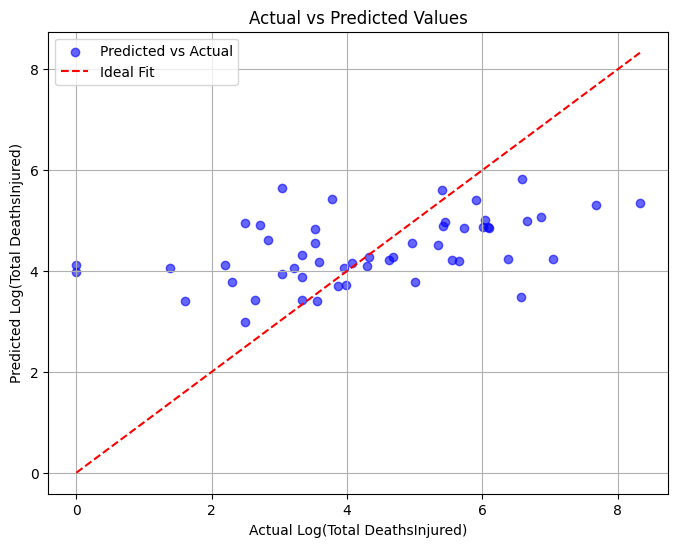 Actual vs Predicted Values
Predicted vs Actual
Ideal Fit
Predicted Log(Total DeathsInjured)
8
6
4
2
0
0 2 4 6 8
Actual Log(Total DeathsInjured)